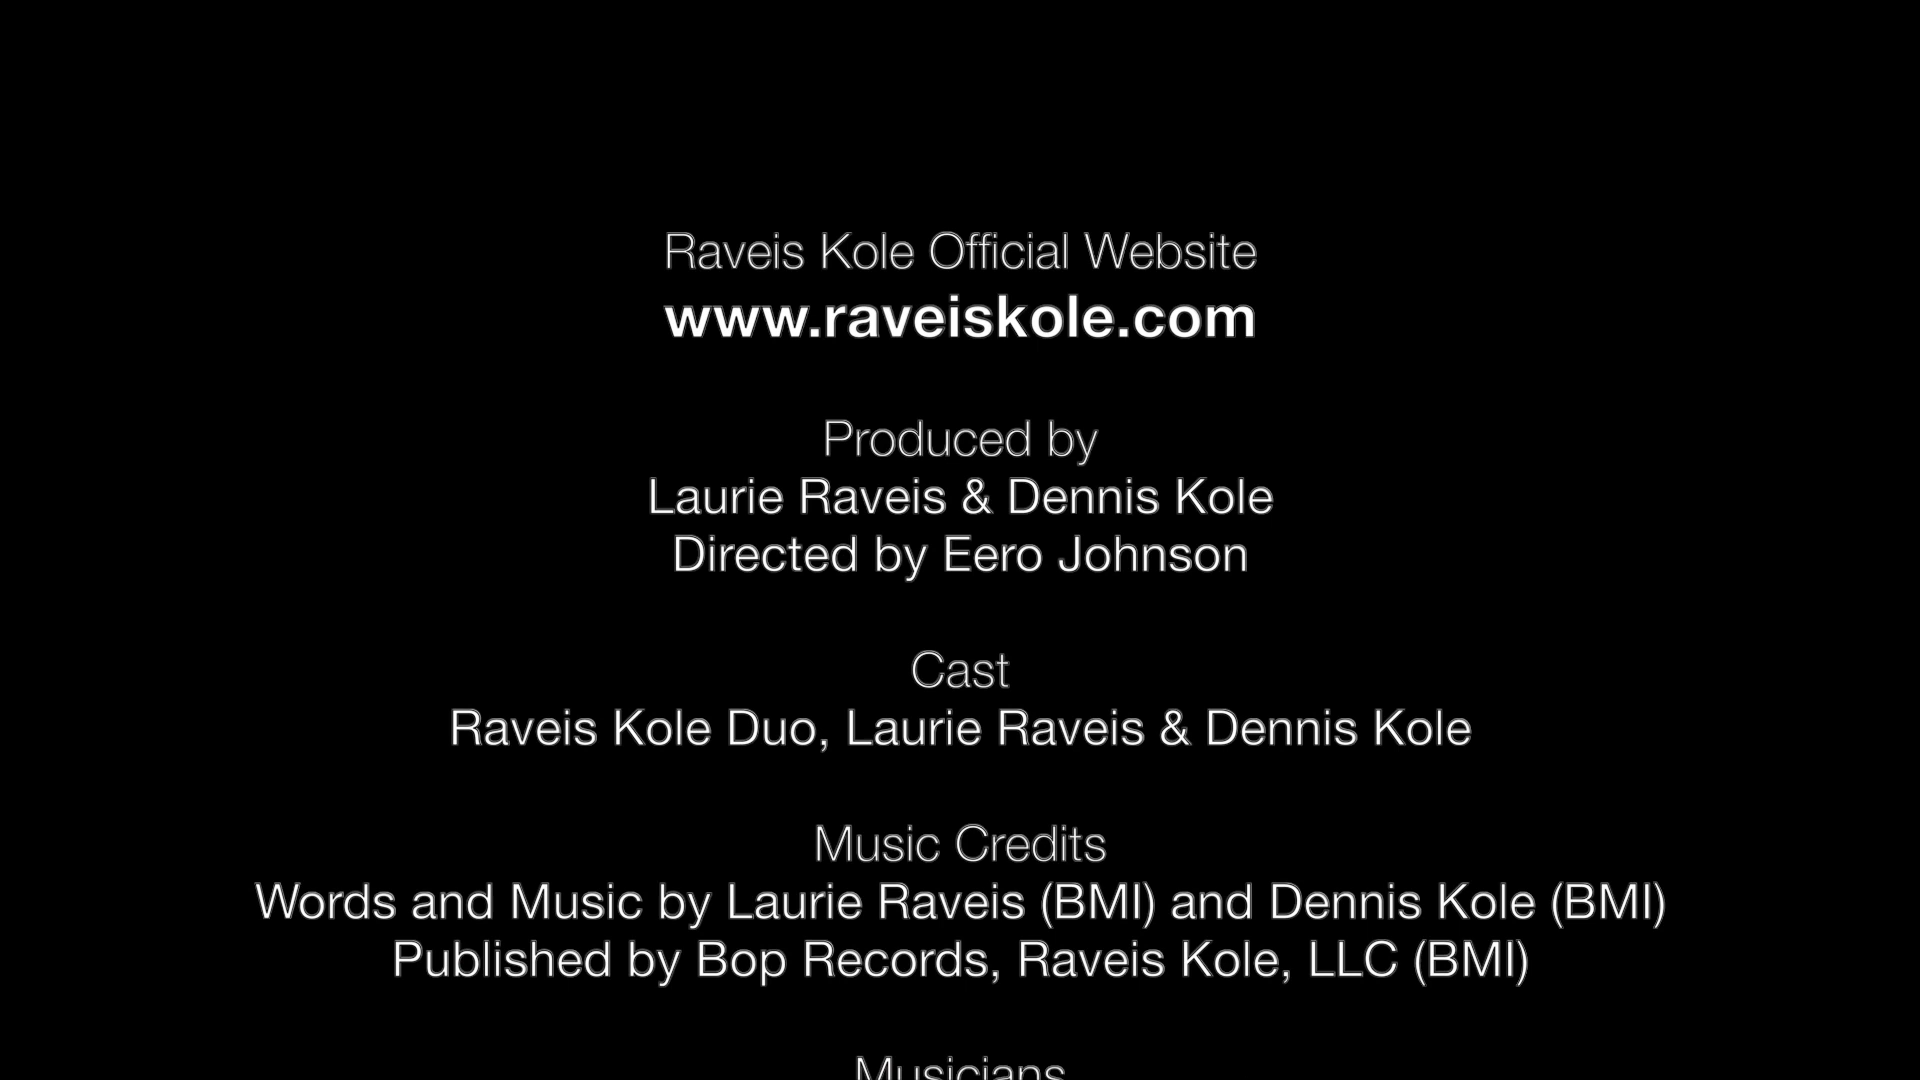 Raveis Kole Official Website
www.raveiskole.com
Produced by
Laurie Raveis & Dennis Kole
Directed by Eero Johnson
Cast
Raveis Kole Duo, Laurie Raveis & Dennis Kole
Music Credits
Words and Music by Laurie Raveis (BMI) and Dennis Kole (BMI)
Published by Bop Records, Raveis Kole, LLC (BMI)
Musicians